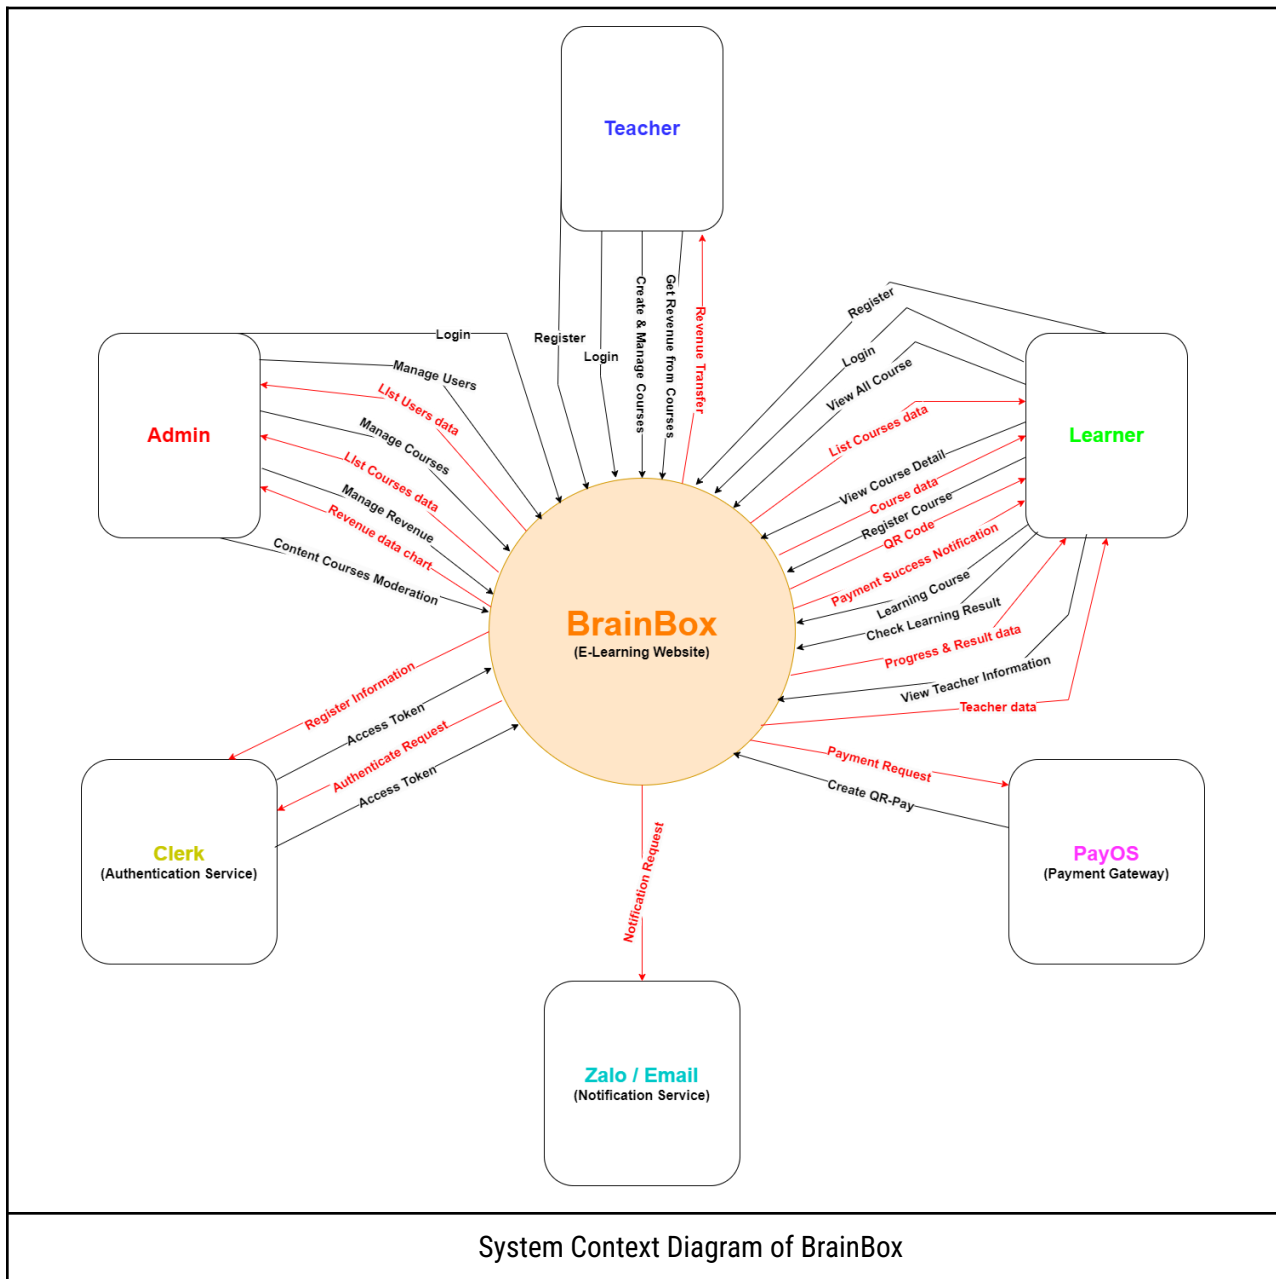 Teacher
Register
Login
Create & Manage Courses
Get Revenue from Courses
Revenue Transfer
Admin
Login
Manage Users
LIst Users data
Manage Courses
LIst Courses data
Manage Revenue
Revenue data chart
Content Courses Moderation
Learner
Register
Login
View All Course
List Courses data
View Course Detail
Course data
Register Course
QR Code
Payment Success Notification
Learning Course
Check Learning Result
Progress & Result data
View Teacher Information
Teacher data
BrainBox
(E-Learning Website)
Register Information
Access Token
Authenticate Request
Access Token
Clerk
(Authentication Service)
Payment Request
Create QR-Pay
PayOS
(Payment Gateway)
Notification Request
Zalo / Email
(Notification Service)
System Context Diagram of BrainBox